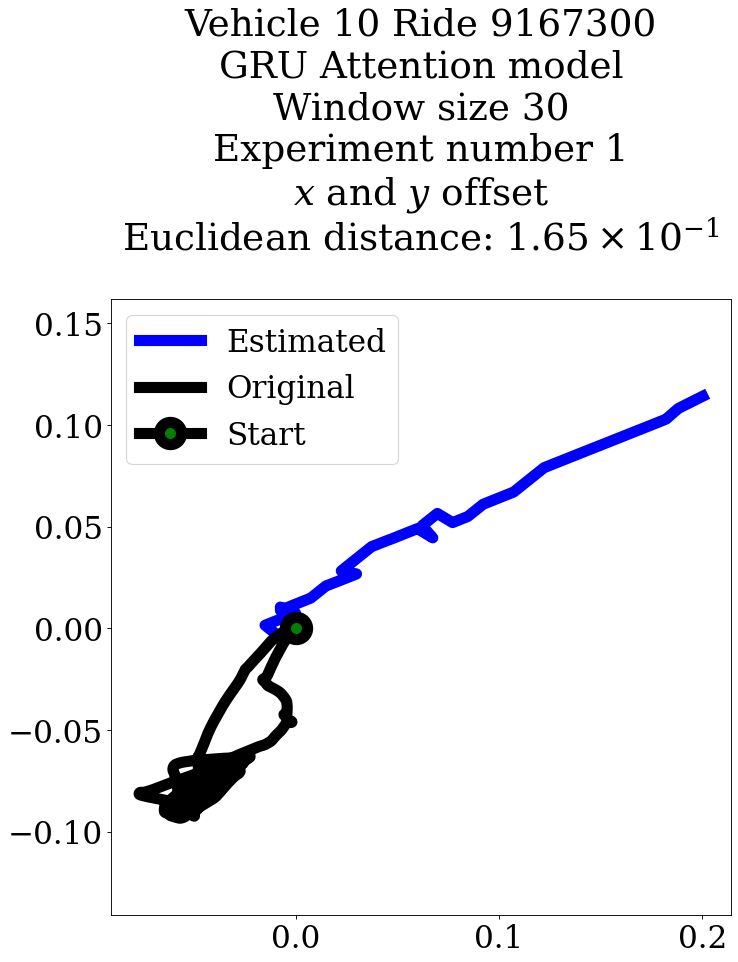 Vehicle 10 Ride 9167300
GRU Attention model
Window size 30
Experiment number 1
x and y offset
Euclidean distance: 1.65 × 10⁻¹
Estimated
Original
Start
0.15
0.10
0.05
0.00
−0.05
−0.10
0.0 0.1 0.2